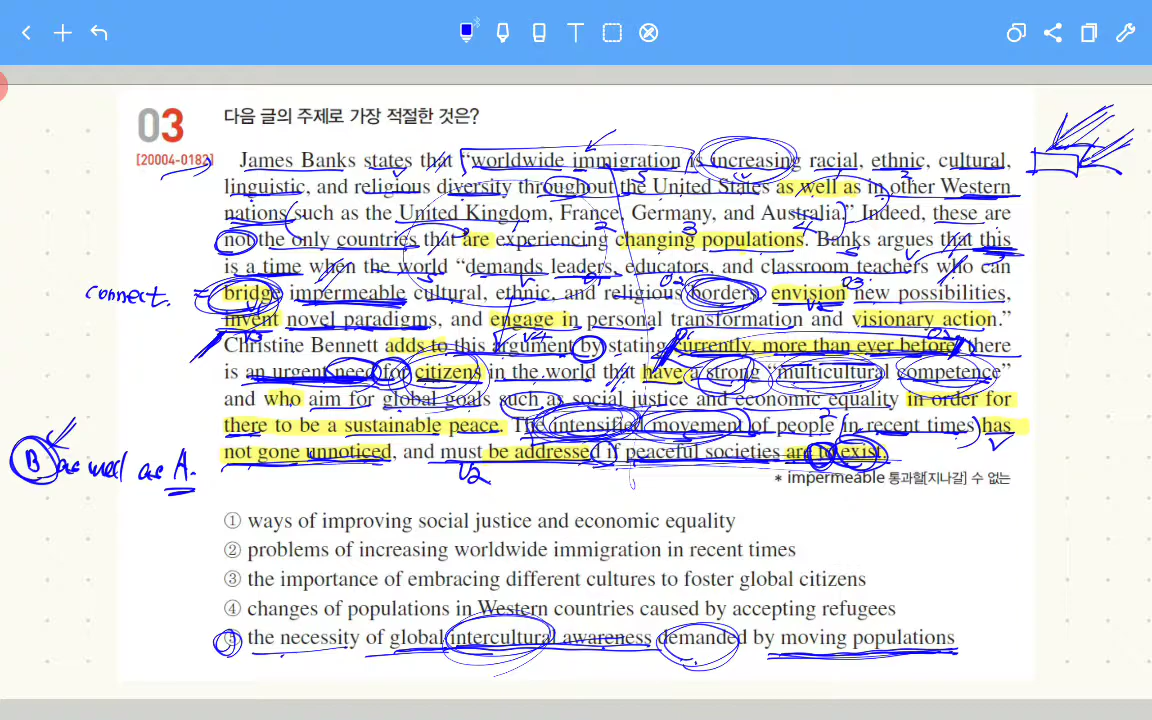 03
다음 글의 주제로 가장 적절한 것은?
[20004-0182]
James Banks states that “worldwide immigration is increasing racial, ethnic, cultural,
linguistic, and religious diversity throughout the United States as well as in other Western
nations such as the United Kingdom, France, Germany, and Australia.” Indeed, these are
not the only countries that are experiencing changing populations. Banks argues that this
is a time when the world “demands leaders, educators, and classroom teachers who can
connect. = bridge impermeable cultural, ethnic, and religious borders, envision new possibilities,
invent novel paradigms, and engage in personal transformation and visionary action.”
Christine Bennett adds to this argument by stating currently, more than ever before, there
is an urgent need for citizens in the world that have a strong “multicultural competence”
and who aim for global goals such as social justice and economic equality in order for
there to be a sustainable peace. The intensified movement of people in recent times has
not gone unnoticed, and must be addressed if peaceful societies are to exist.
B as well as A.
* impermeable 통과할[지나갈] 수 없는
① ways of improving social justice and economic equality
② problems of increasing worldwide immigration in recent times
③ the importance of embracing different cultures to foster global citizens
④ changes of populations in Western countries caused by accepting refugees
⑤ the necessity of global intercultural awareness demanded by moving populations